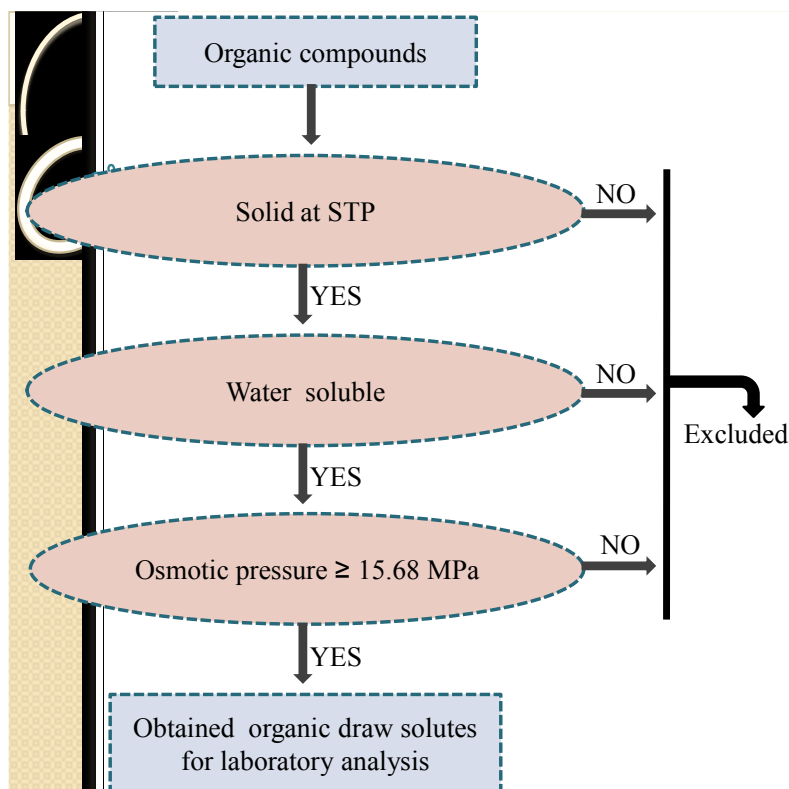 Organic compounds
Solid at STP
NO
YES
Water soluble
NO
Excluded
YES
Osmotic pressure ≥ 15.68 MPa
NO
YES
Obtained organic draw solutes
for laboratory analysis